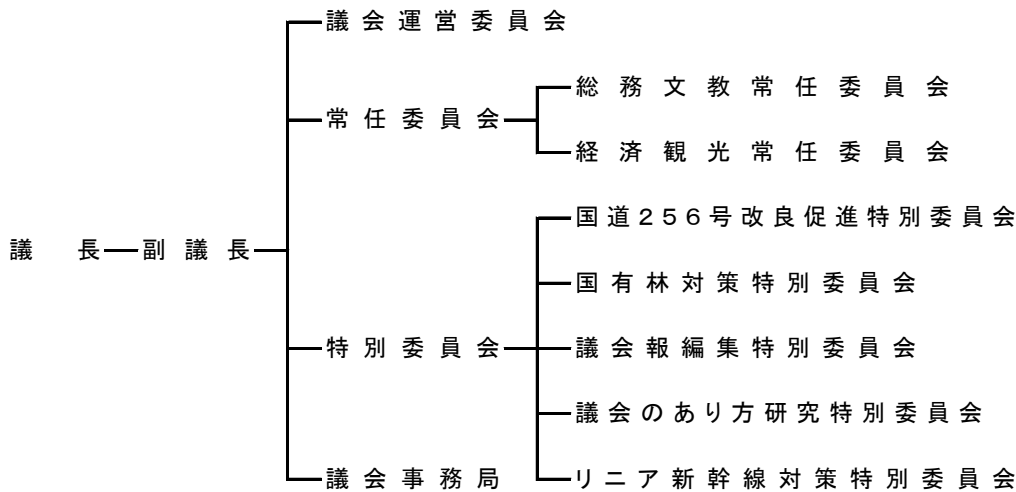 議会運営委員会
総務文教常任委員会
常任委員会
経済観光常任委員会
国道２５６号改良促進特別委員会
議長 副議長
国有林対策特別委員会
特別委員会 議会報編集特別委員会
議会のあり方研究特別委員会
議会事務局 リニア新幹線対策特別委員会